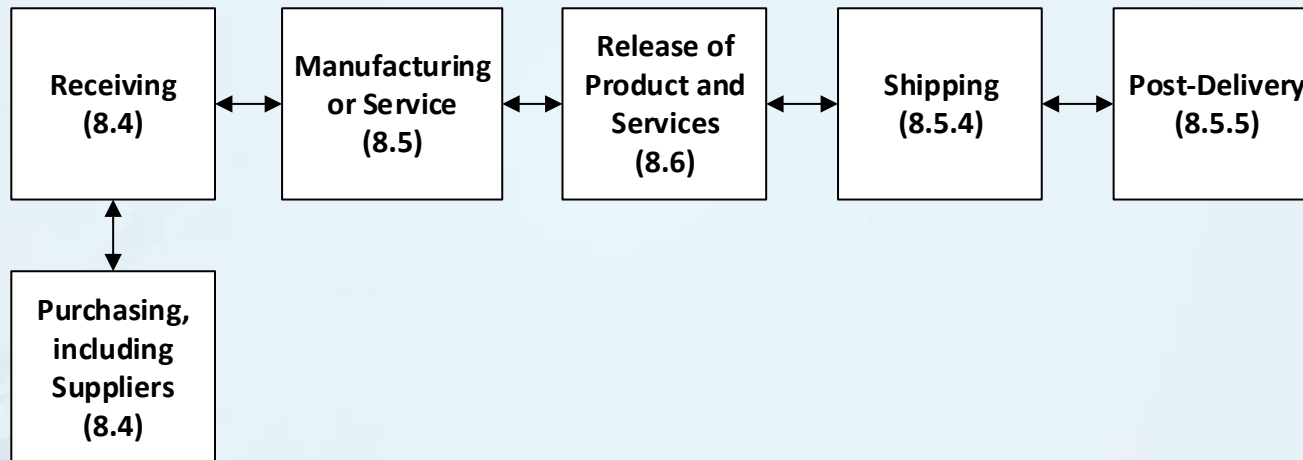 Receiving
(8.4)
Manufacturing
or Service
(8.5)
Release of
Product and
Services
(8.6)
Shipping
(8.5.4)
Post-Delivery
(8.5.5)
Purchasing,
including
Suppliers
(8.4)